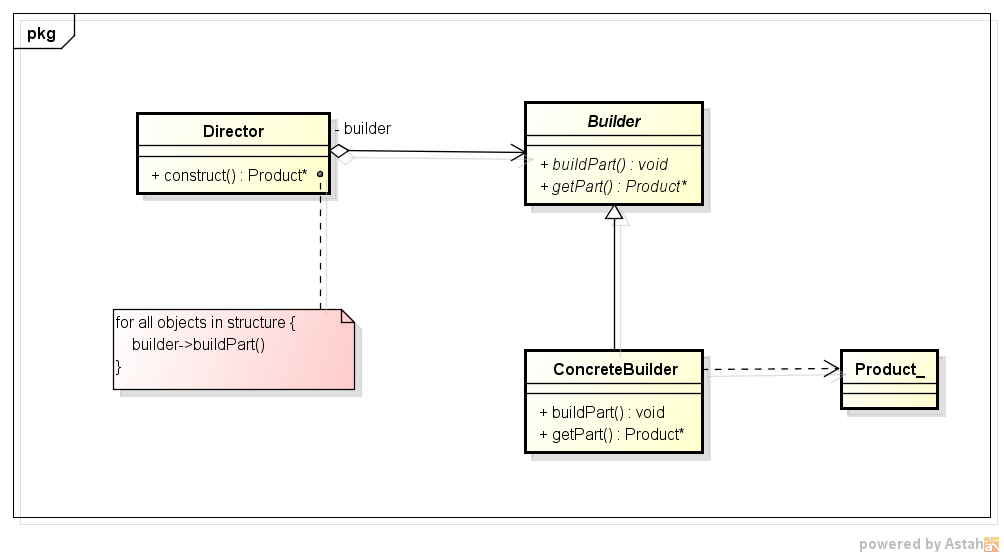 pkg
Director
+ construct() : Product*
- builder
Builder
+ buildPart() : void
+ getPart() : Product*
for all objects in structure {
builder->buildPart()
}
ConcreteBuilder
+ buildPart() : void
+ getPart() : Product*
Product_
powered by Astah